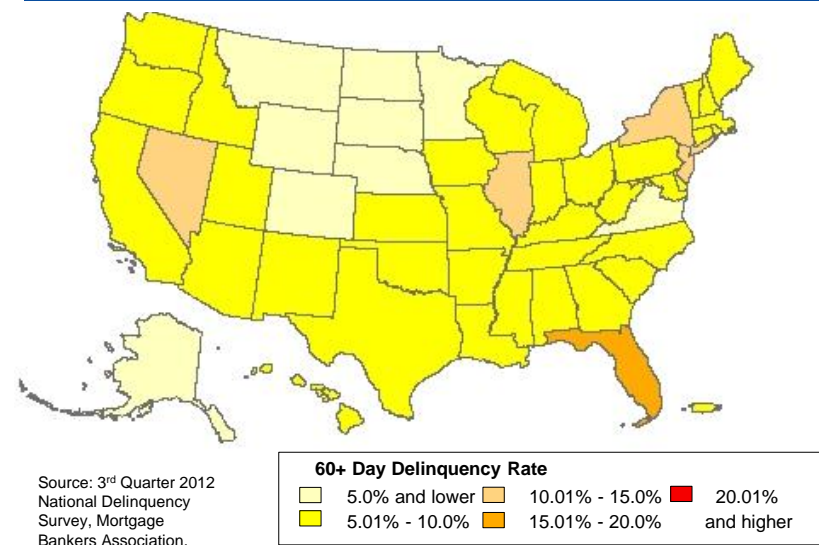 Source: 3rd Quarter 2012
National Delinquency
Survey, Mortgage
Bankers Association.
60+ Day Delinquency Rate
5.0% and lower 10.01% - 15.0% 20.01%
5.01% - 10.0% 15.01% - 20.0% and higher